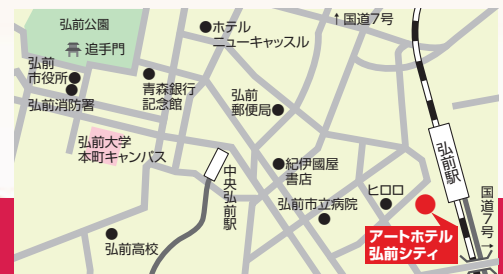 弘前公園
追手門
弘前
市役所
弘前消防署
青森銀行
記念館
ホテル
ニューキャッスル
↑国道7号
弘前
郵便局
弘前大学
本町キャンパス
中央弘前駅
紀伊國屋
書店
弘前市立病院
ヒロロ
弘前駅
国道7号→
アートホテル
弘前シティ
弘前高校